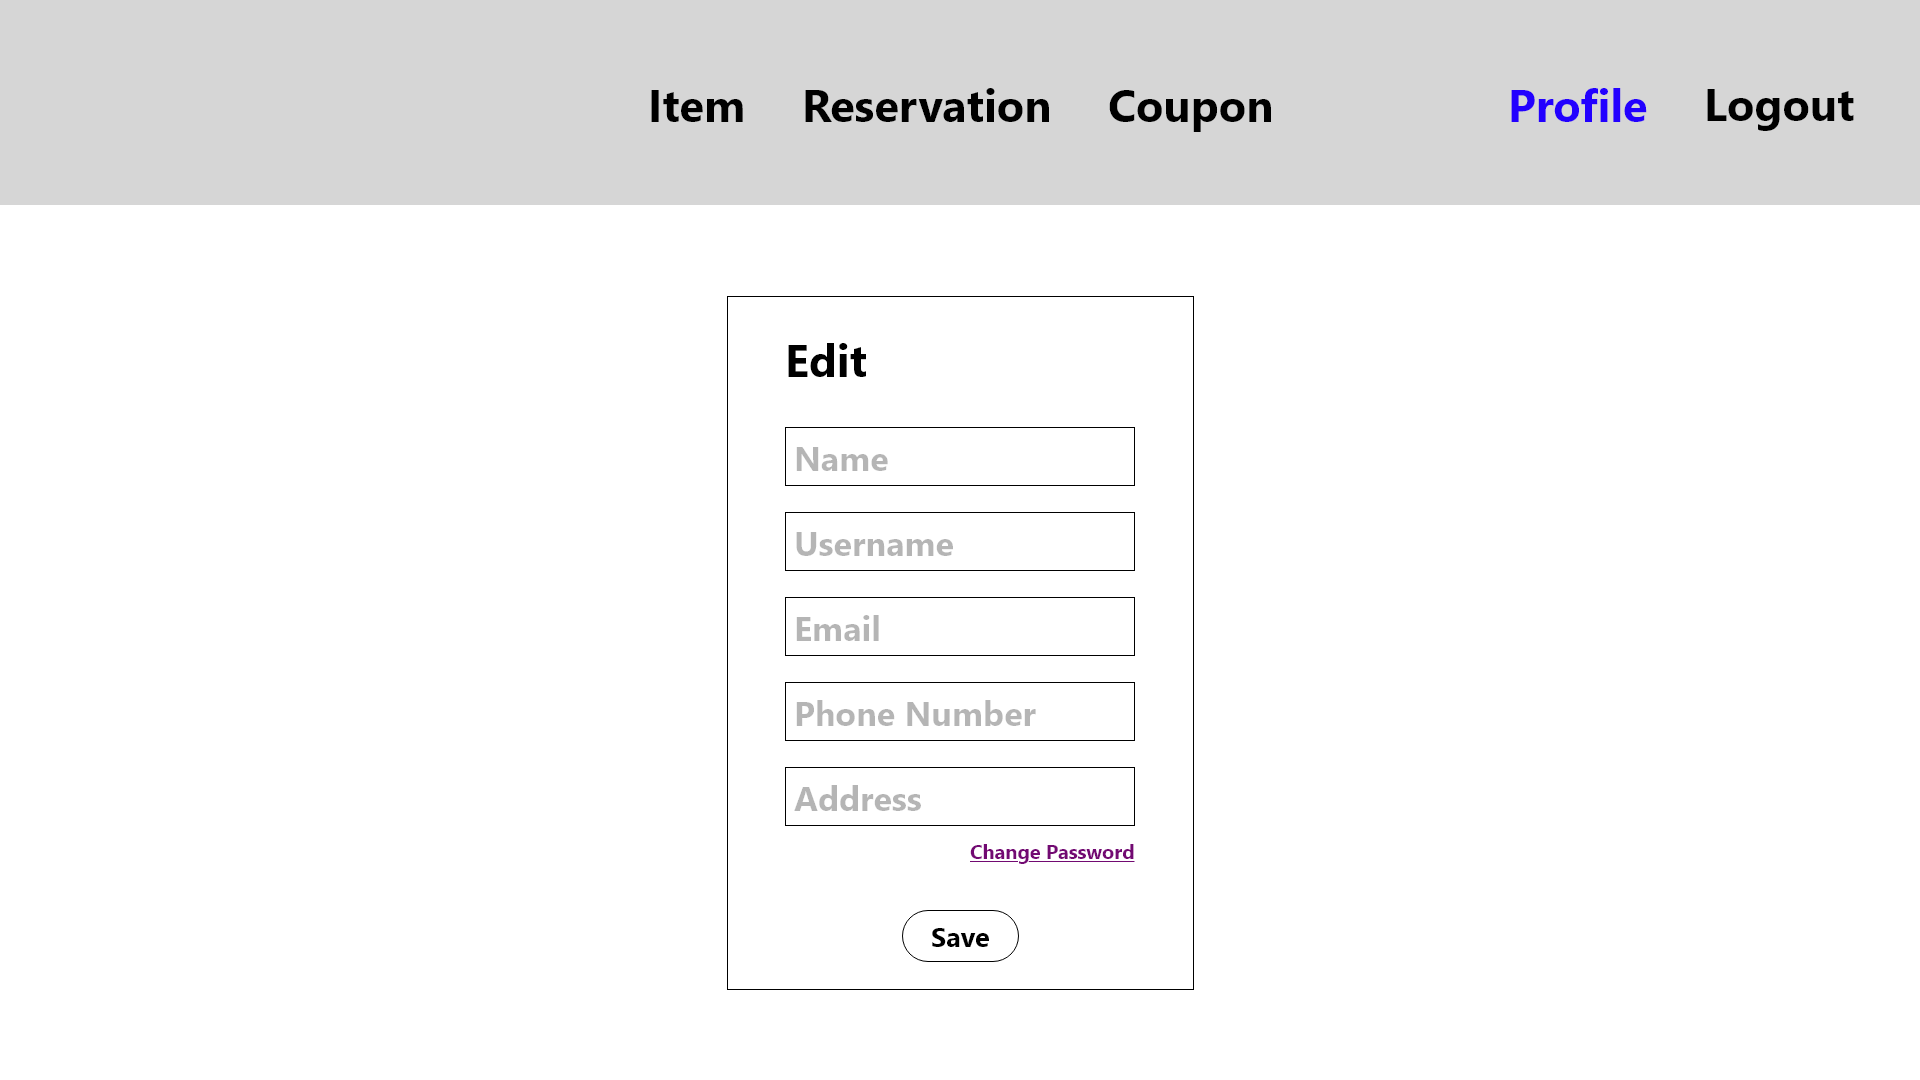 Item Reservation Coupon Profile Logout
Edit
Name
Username
Email
Phone Number
Address
Change Password
Save